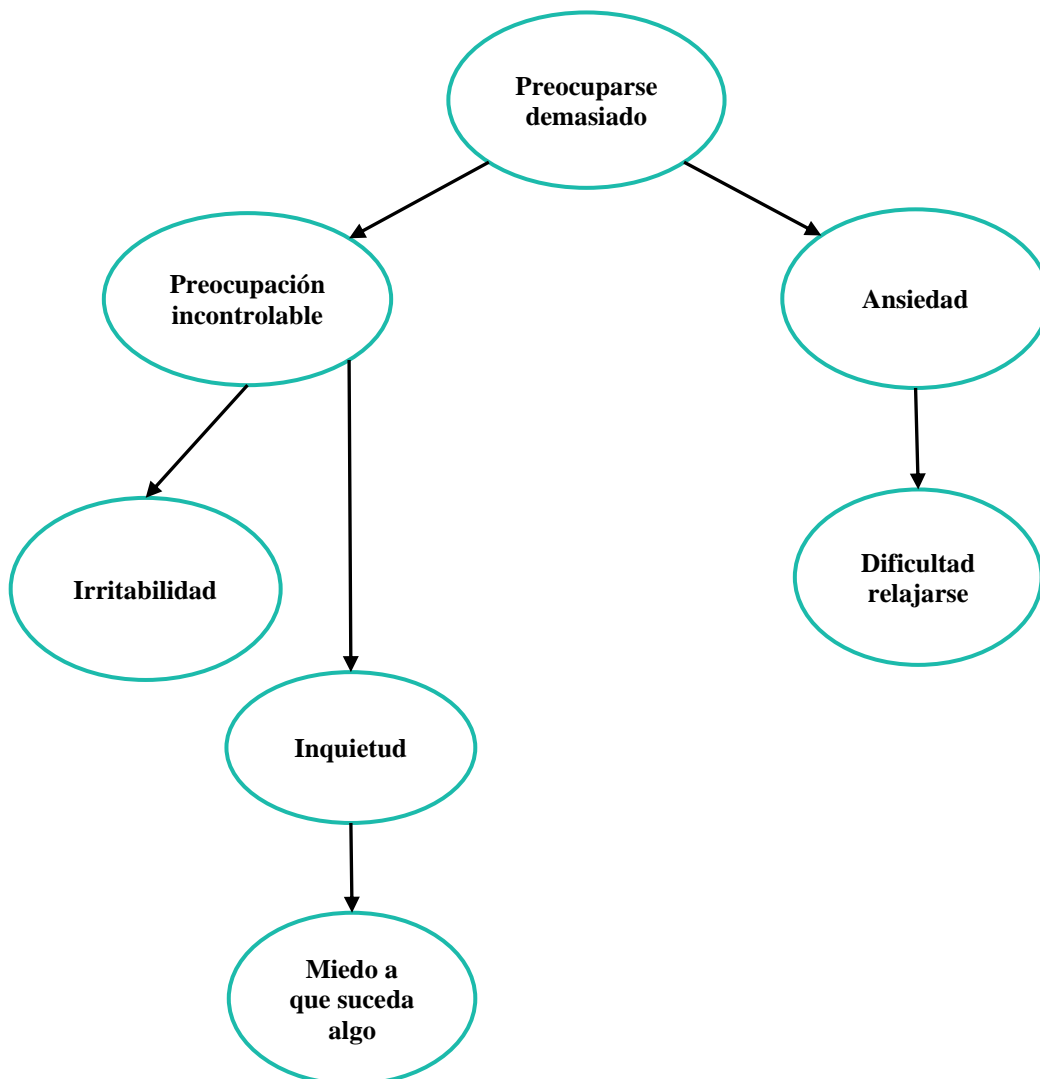 Preocuparse
demasiado
Preocupación
incontrolable
Ansiedad
Irritabilidad
Dificultad
relajarse
Inquietud
Miedo a
que suceda
algo